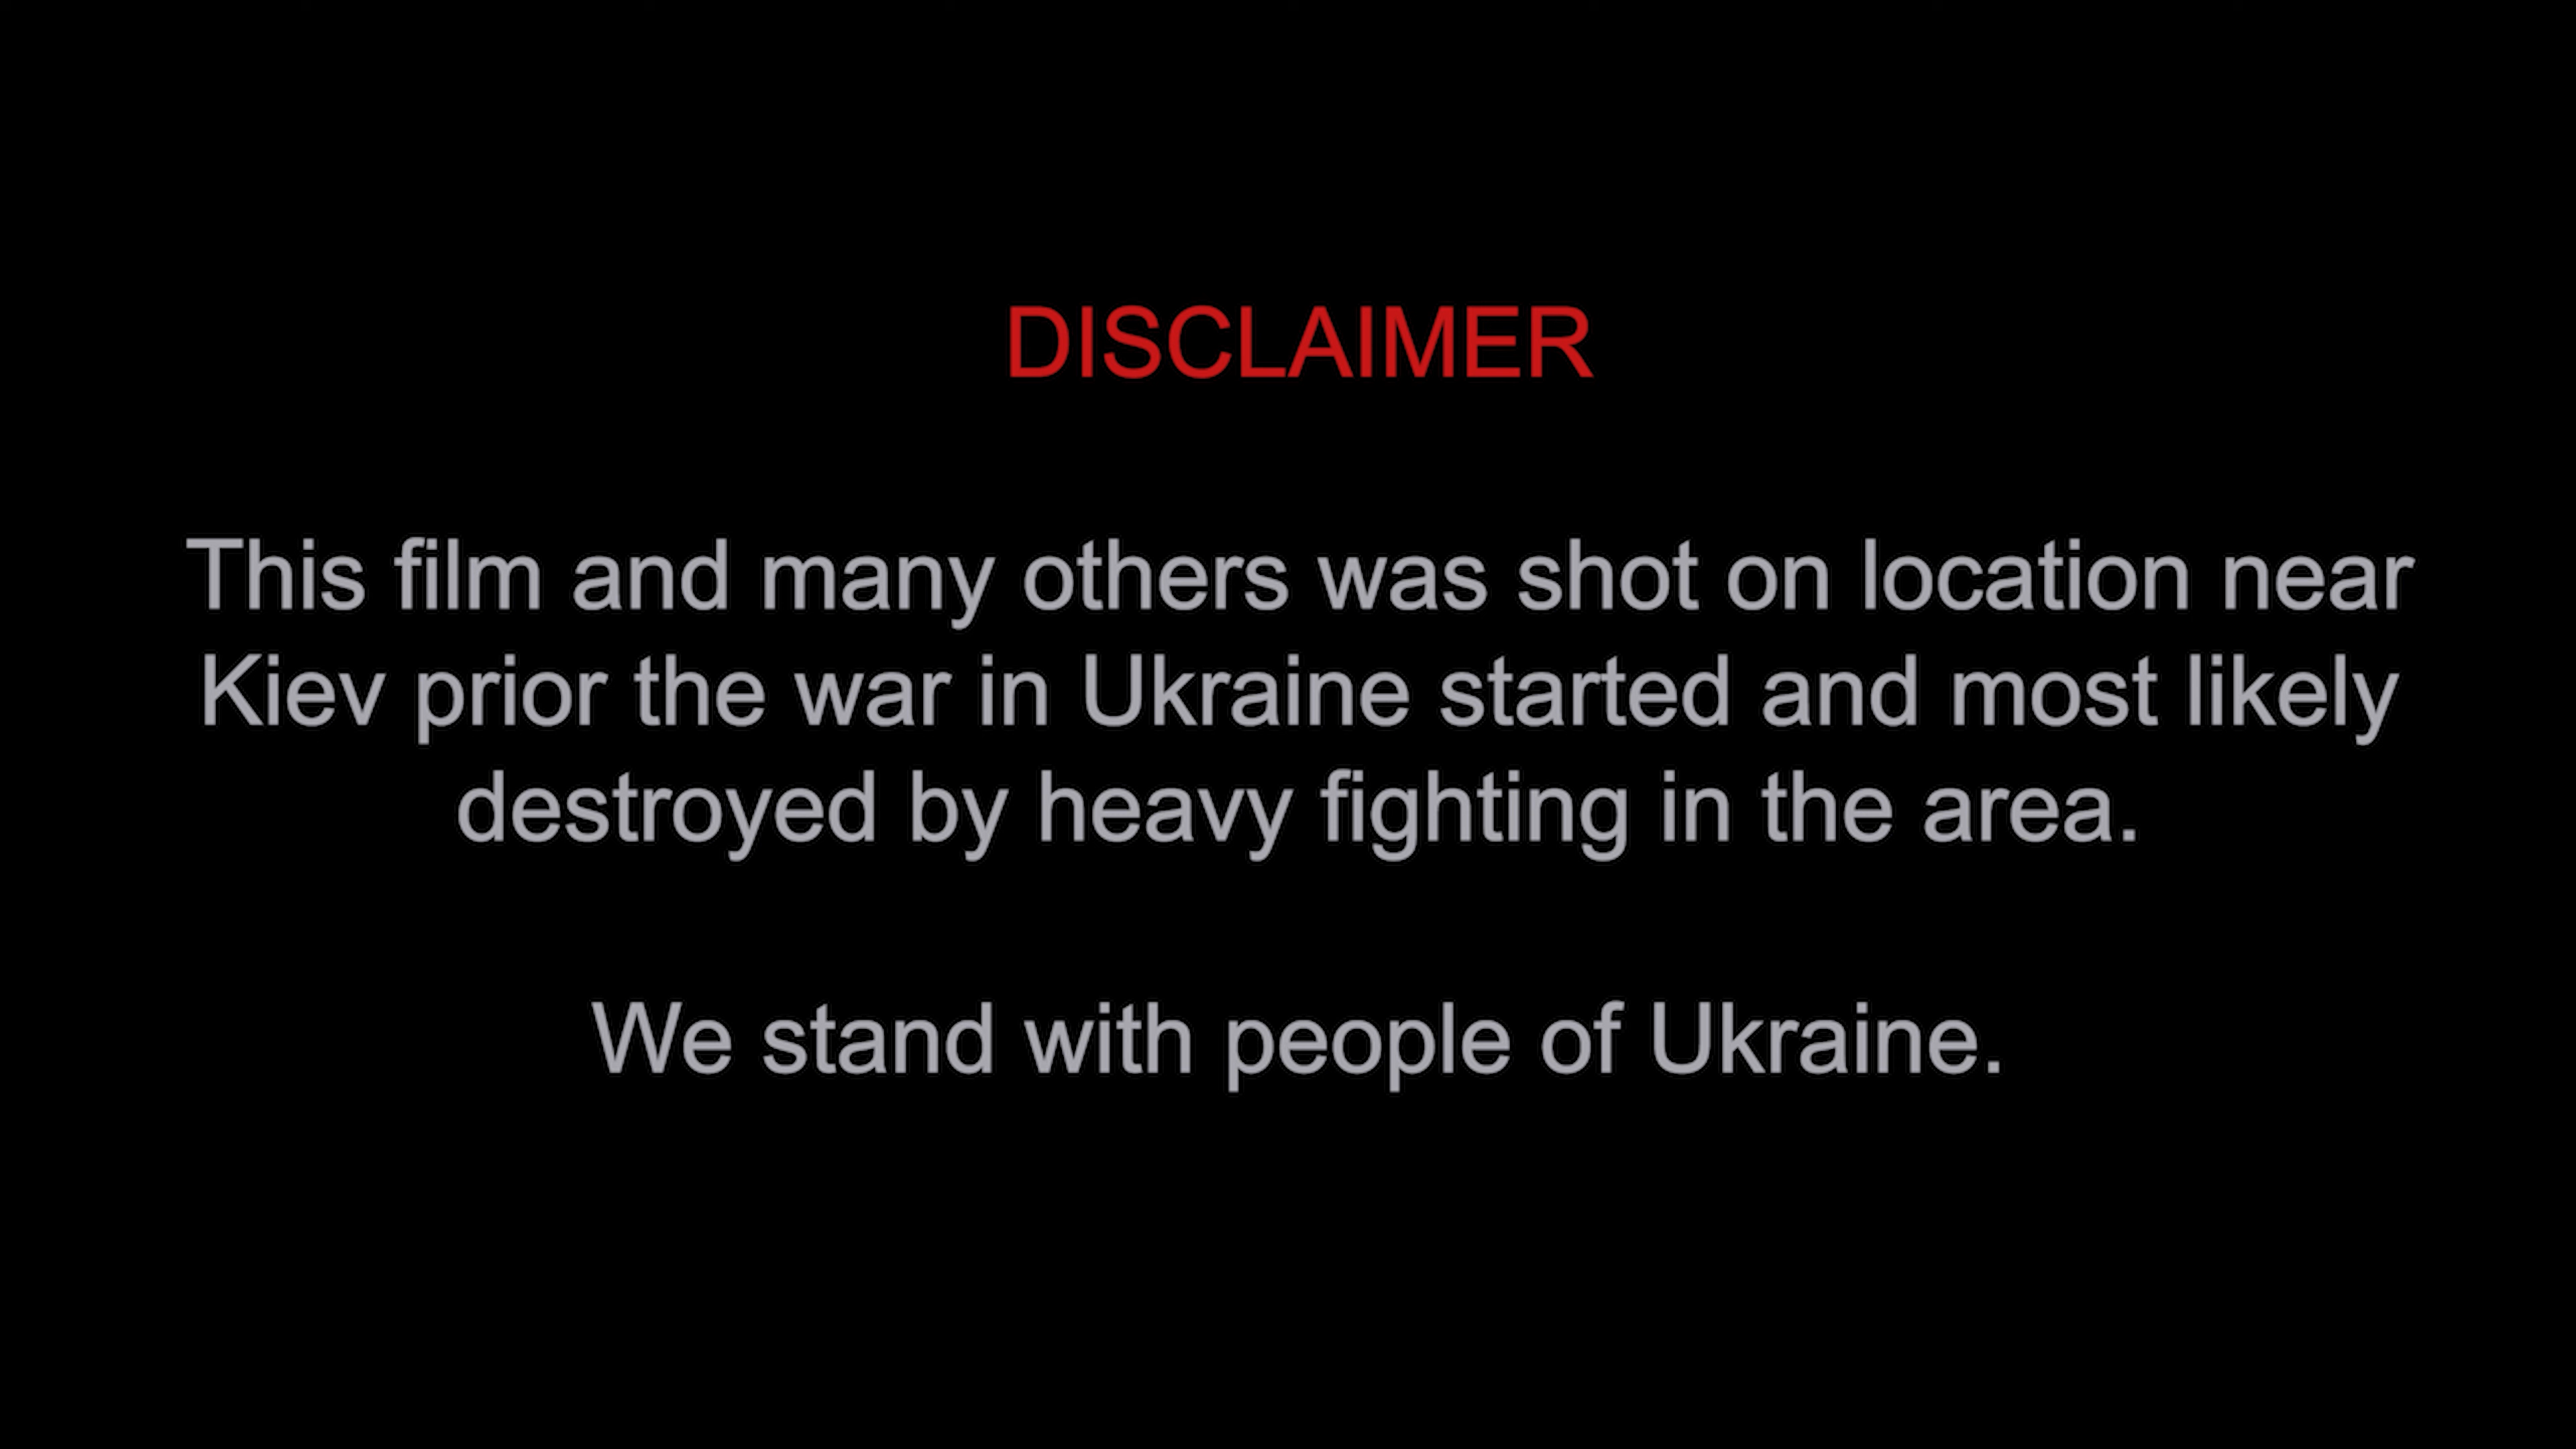 DISCLAIMER
This film and many others was shot on location near
Kiev prior the war in Ukraine started and most likely
destroyed by heavy fighting in the area.
We stand with people of Ukraine.